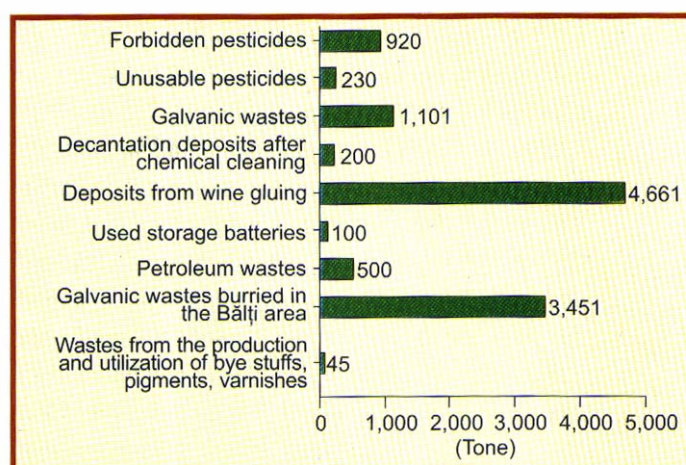 Forbidden pesticides 920
Unusable pesticides 230
Galvanic wastes 1,101
Decantation deposits after
chemical cleaning 200
Deposits from wine gluing 4,661
Used storage batteries 100
Petroleum wastes 500
Galvanic wastes burried in
the Bălți area 3,451
Wastes from the production
and utilization of bye stuffs,
pigments, varnishes 45
0 1,000 2,000 3,000 4,000 5,000
(Tone)